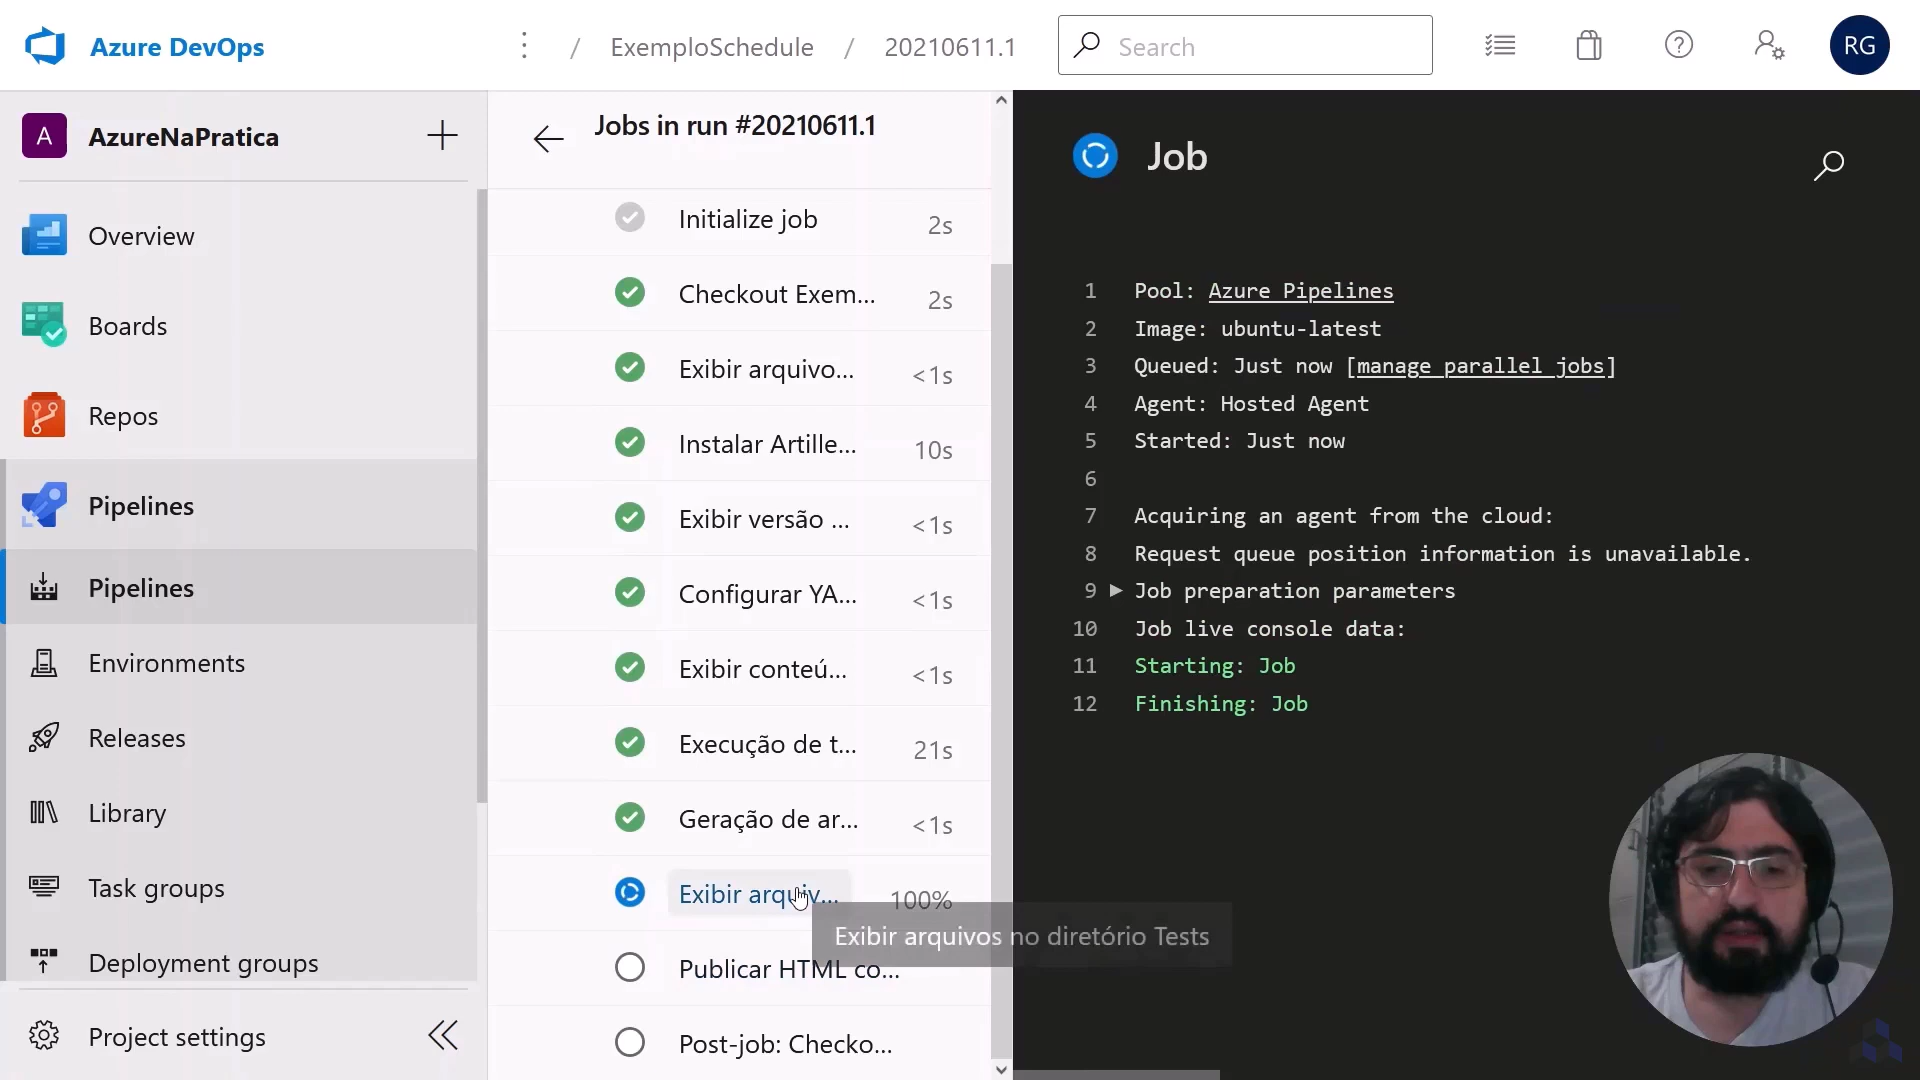 Azure DevOps
/ ExemploSchedule / 20210611.1
Search
RG
A AzureNaPratica
Overview
Boards
Repos
Pipelines
Pipelines
Environments
Releases
Library
Task groups
Deployment groups
Project settings
Jobs in run #20210611.1
Initialize job 2s
Checkout Exem... 2s
Exibir arquivo... <1s
Instalar Artille... 10s
Exibir versão ... <1s
Configurar YA... <1s
Exibir conteú... <1s
Execução de t... 21s
Geração de ar... <1s
Exibir arquiv... 100%
Exibir arquivos no diretório Tests
Publicar HTML co...
Post-job: Checko...
Job
1 Pool: Azure Pipelines
2 Image: ubuntu-latest
3 Queued: Just now [manage parallel jobs]
4 Agent: Hosted Agent
5 Started: Just now
6
7 Acquiring an agent from the cloud:
8 Request queue position information is unavailable.
9 Job preparation parameters
10 Job live console data:
11 Starting: Job
12 Finishing: Job